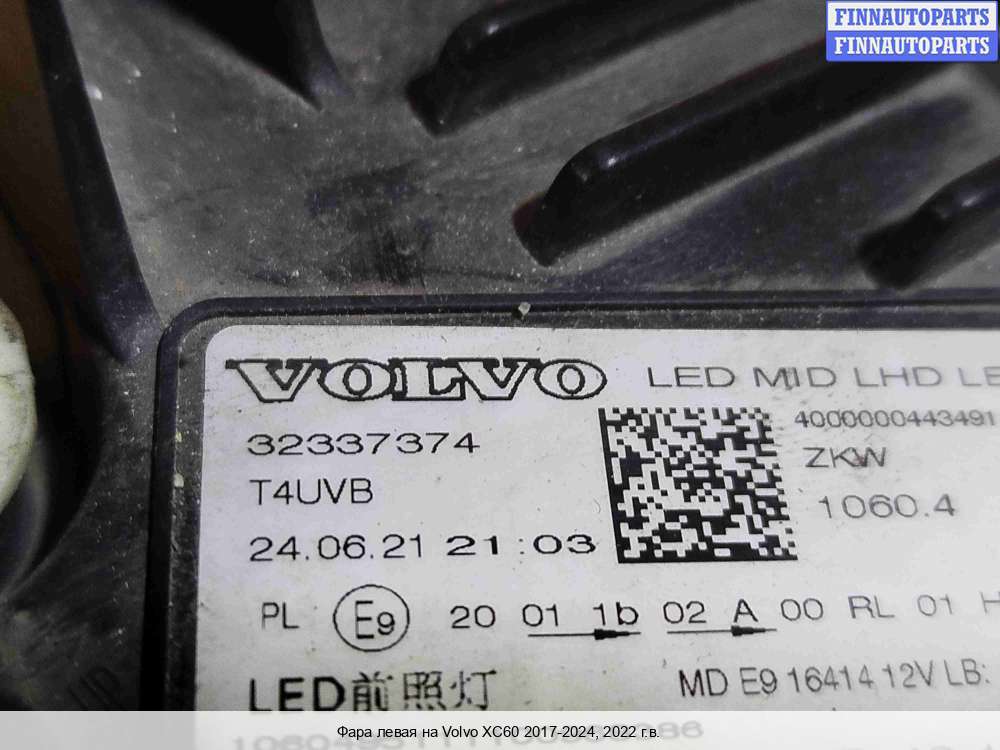 FINNAUTOPARTS
FINNAUTOPARTS
VOLVO LED MID LHD LE
32337374
4000000443491
T4UVB
ZKW
1060.4
24.06.21 21:03
PL E9 20 01 1b 02 A 00 RL 01 H
LED前照灯
MD E9 16414 12V LB:
Фара левая на Volvo XC60 2017-2024, 2022 г.в.